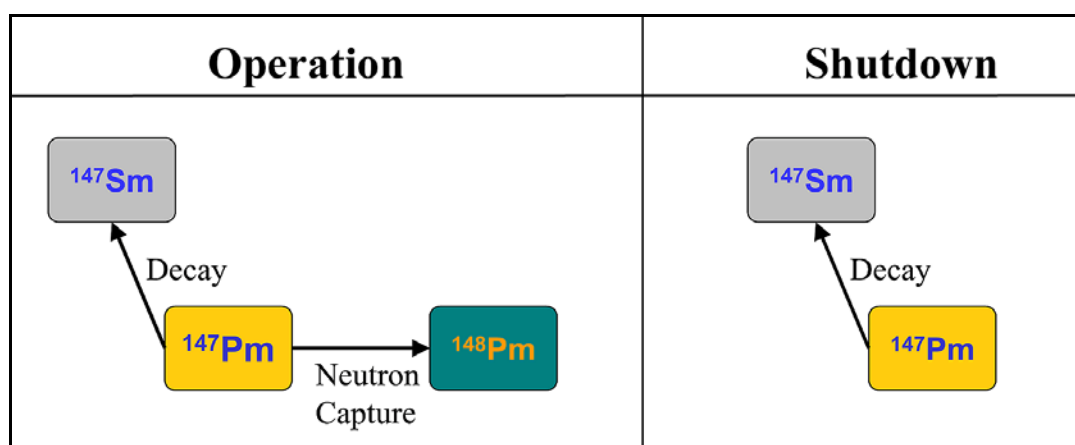 Operation
Shutdown
¹⁴⁷Sm
Decay
¹⁴⁷Pm
¹⁴⁸Pm
Neutron
Capture
¹⁴⁷Sm
Decay
¹⁴⁷Pm